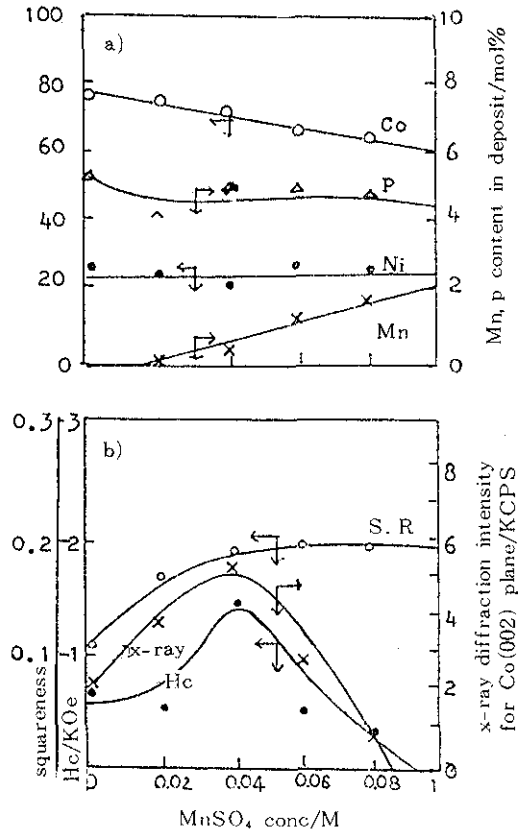 100
80
60
40
20
0
a)
10
8
6
4
2
0
Co
P
Ni
Mn
Mn, p content in deposit/mol%
0.3
0.2
0.1
3
2
1
b)
8
6
4
2
0
S.R
x-ray
Hc
squareness
Hc/KOe
x-ray diffraction intensity
for Co(002) plane/KCPS
0
0.02
0.04
0.06
0.08
1
MnSO₄ conc/M